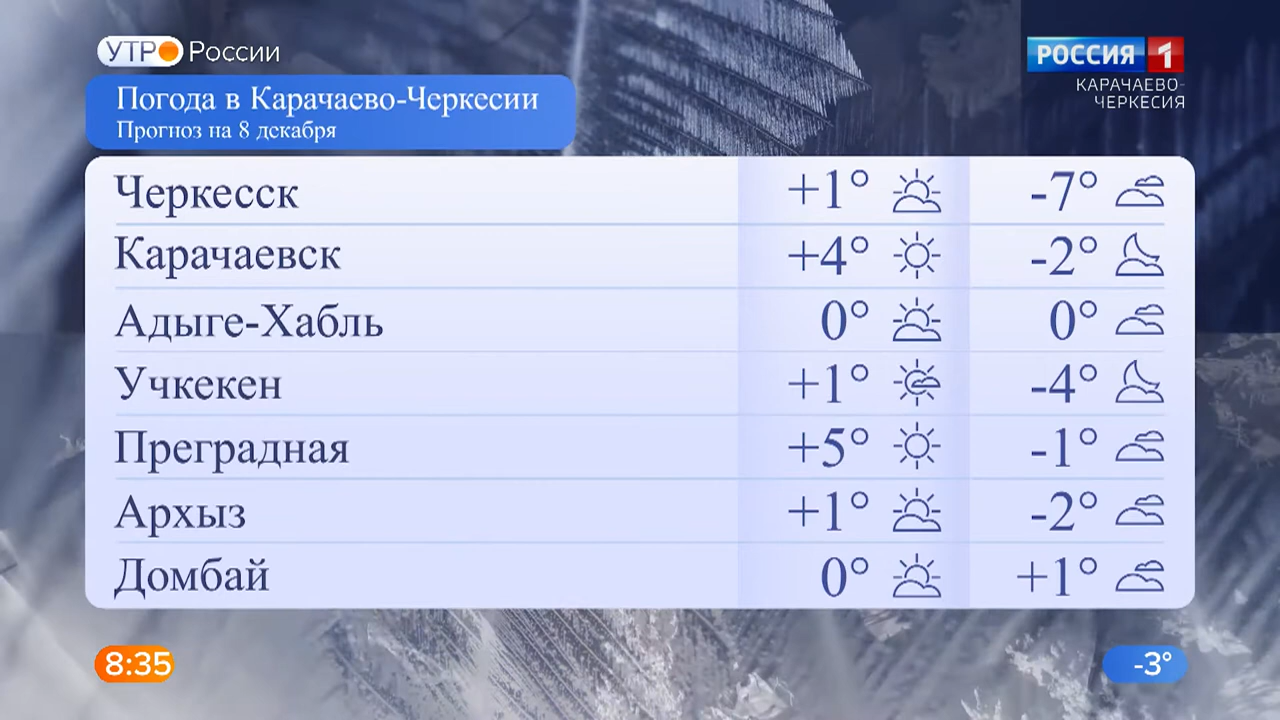 УТРО России
РОССИЯ 1
КАРАЧАЕВО-
ЧЕРКЕСИЯ
Погода в Карачаево-Черкесии
Прогноз на 8 декабря
Черкесск +1° -7°
Карачаевск +4° -2°
Адыге-Хабль 0° 0°
Учкекен +1° -4°
Преградная +5° -1°
Архыз +1° -2°
Домбай 0° +1°
8:35 -3°